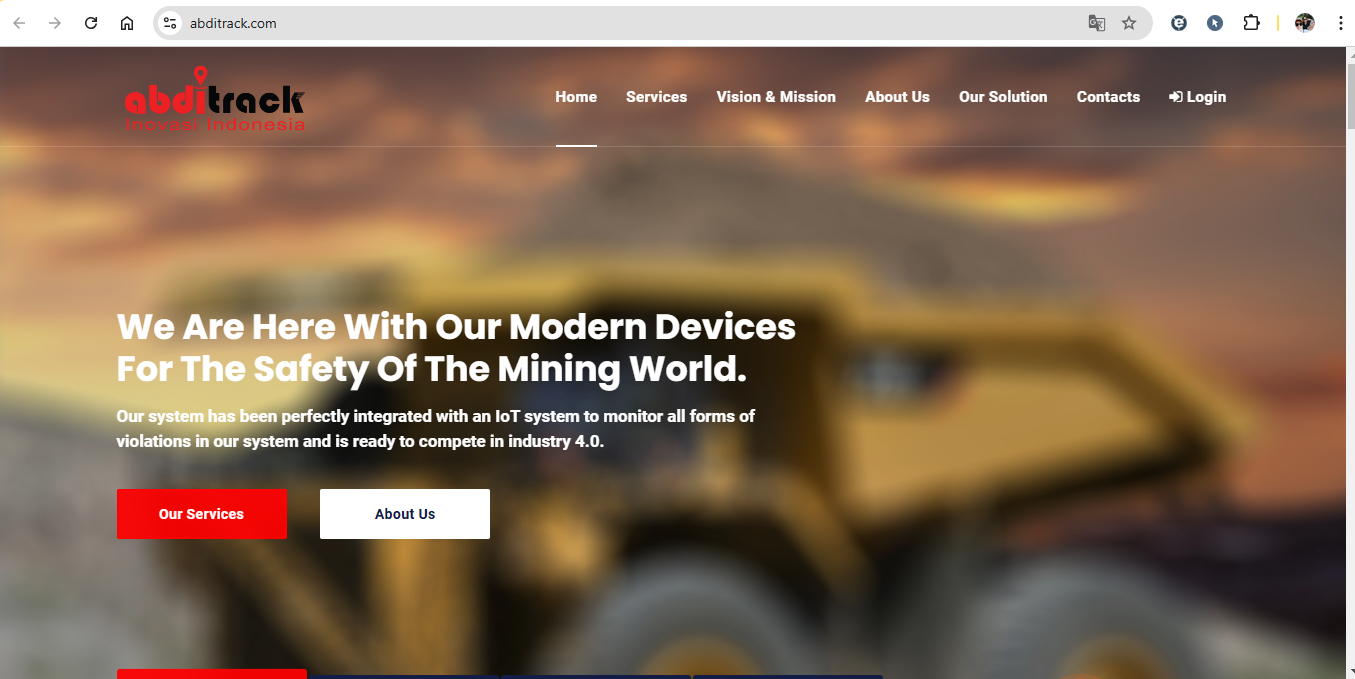 abditrack.com
abditrack
Inovasi Indonesia
Home Services Vision & Mission About Us Our Solution Contacts Login
We Are Here With Our Modern Devices
For The Safety Of The Mining World.
Our system has been perfectly integrated with an IoT system to monitor all forms of
violations in our system and is ready to compete in industry 4.0.
Our Services About Us